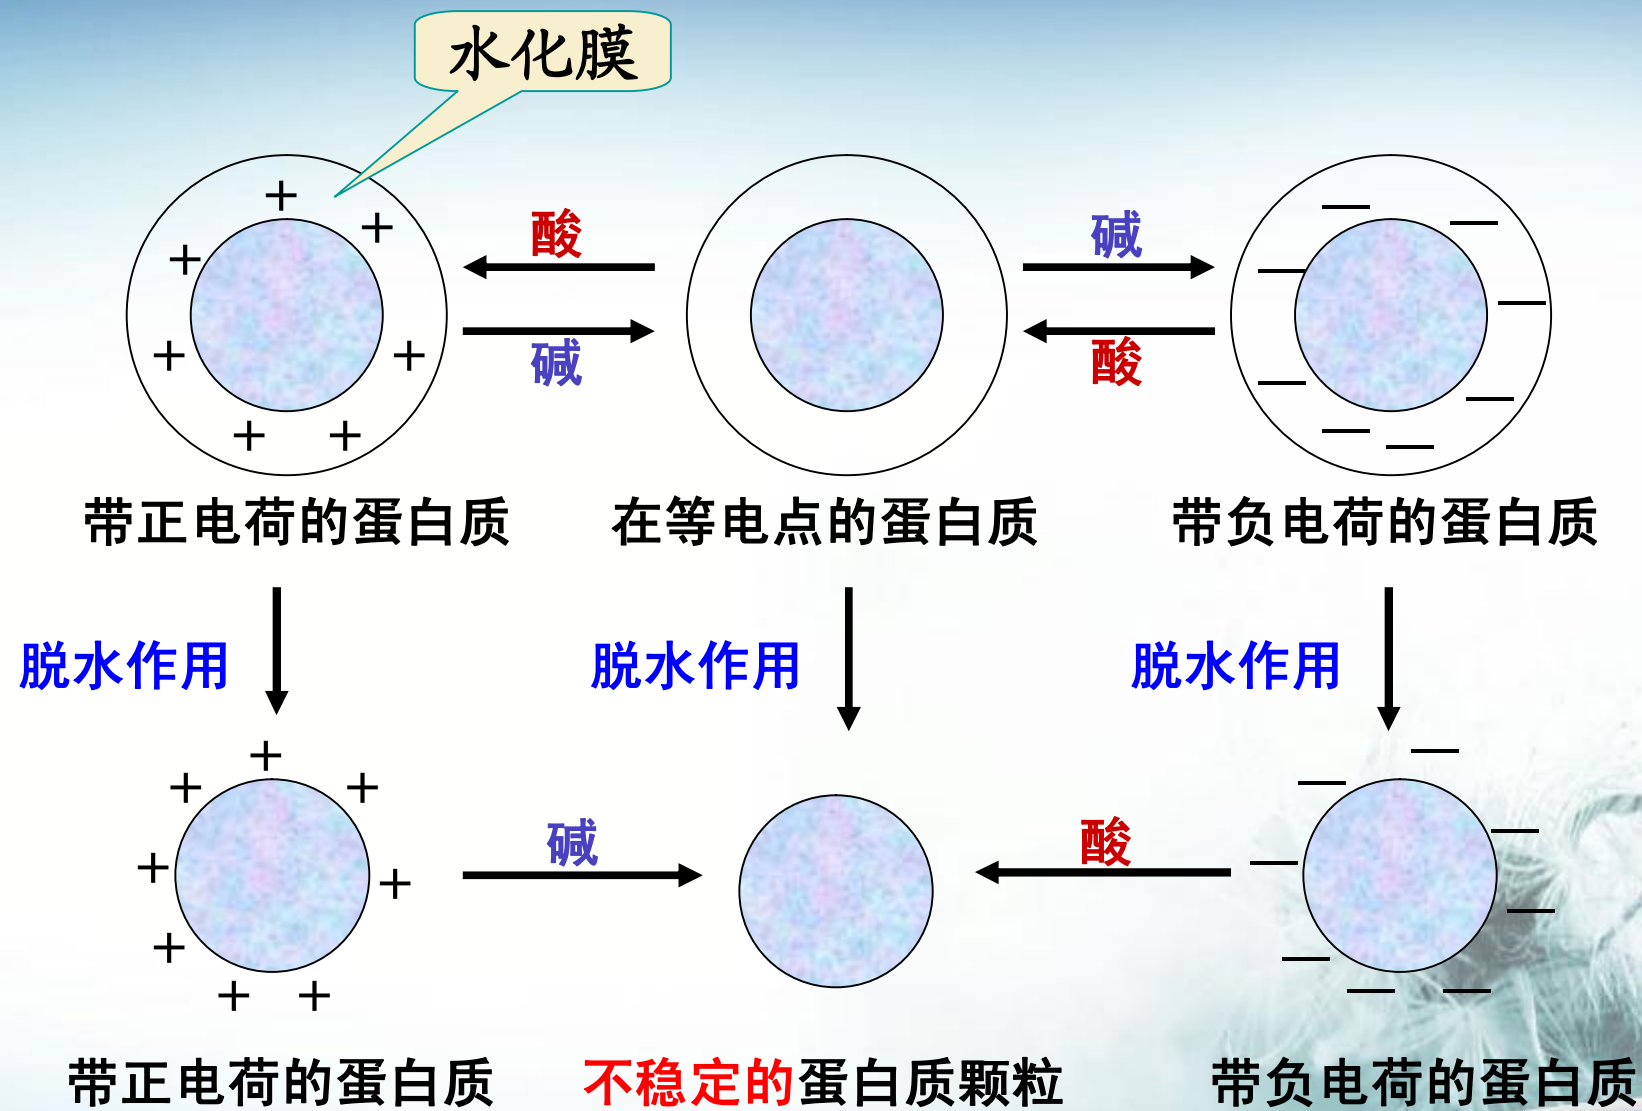 水化膜
酸 碱
碱 酸
带正电荷的蛋白质 在等电点的蛋白质 带负电荷的蛋白质
脱水作用 脱水作用 脱水作用
碱 酸
带正电荷的蛋白质 不稳定的蛋白质颗粒 带负电荷的蛋白质